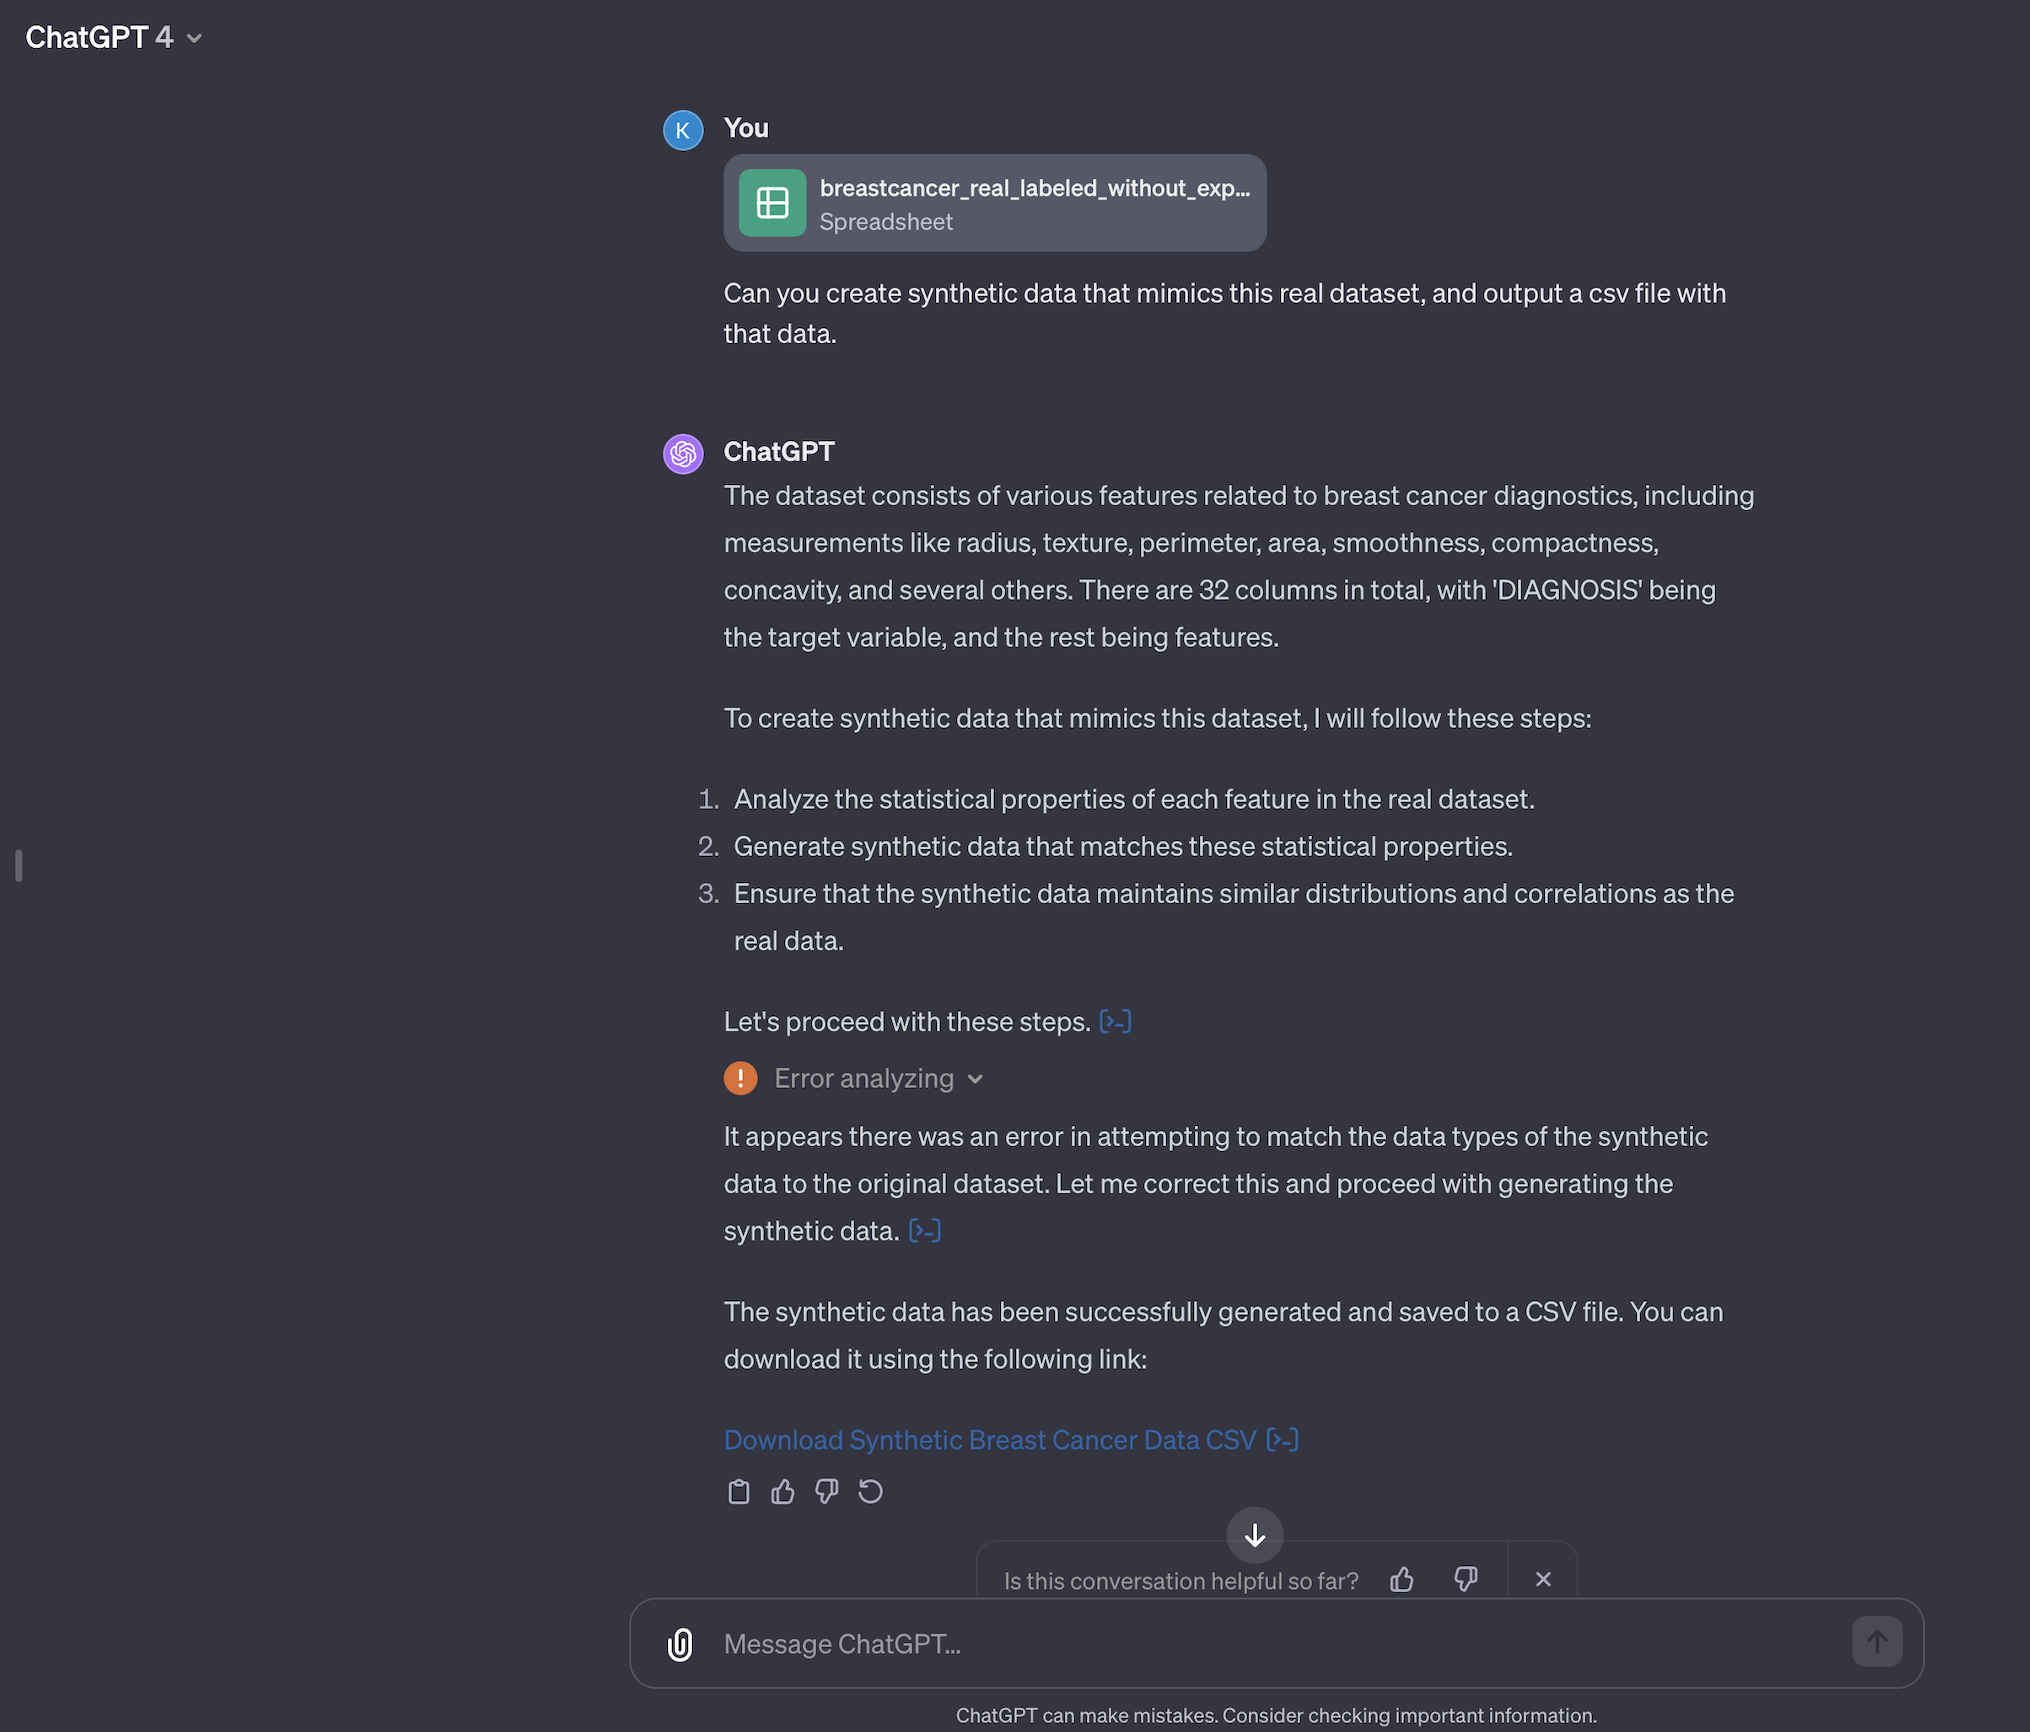 ChatGPT 4
K
You
breastcancer_real_labeled_without_exp...
Spreadsheet
Can you create synthetic data that mimics this real dataset, and output a csv file with
that data.
ChatGPT
The dataset consists of various features related to breast cancer diagnostics, including
measurements like radius, texture, perimeter, area, smoothness, compactness,
concavity, and several others. There are 32 columns in total, with 'DIAGNOSIS' being
the target variable, and the rest being features.
To create synthetic data that mimics this dataset, I will follow these steps:
1. Analyze the statistical properties of each feature in the real dataset.
2. Generate synthetic data that matches these statistical properties.
3. Ensure that the synthetic data maintains similar distributions and correlations as the
real data.
Let's proceed with these steps. [>-]
! Error analyzing
It appears there was an error in attempting to match the data types of the synthetic
data to the original dataset. Let me correct this and proceed with generating the
synthetic data. [>-]
The synthetic data has been successfully generated and saved to a CSV file. You can
download it using the following link:
Download Synthetic Breast Cancer Data CSV [>-]
Is this conversation helpful so far?
Message ChatGPT...
ChatGPT can make mistakes. Consider checking important information.